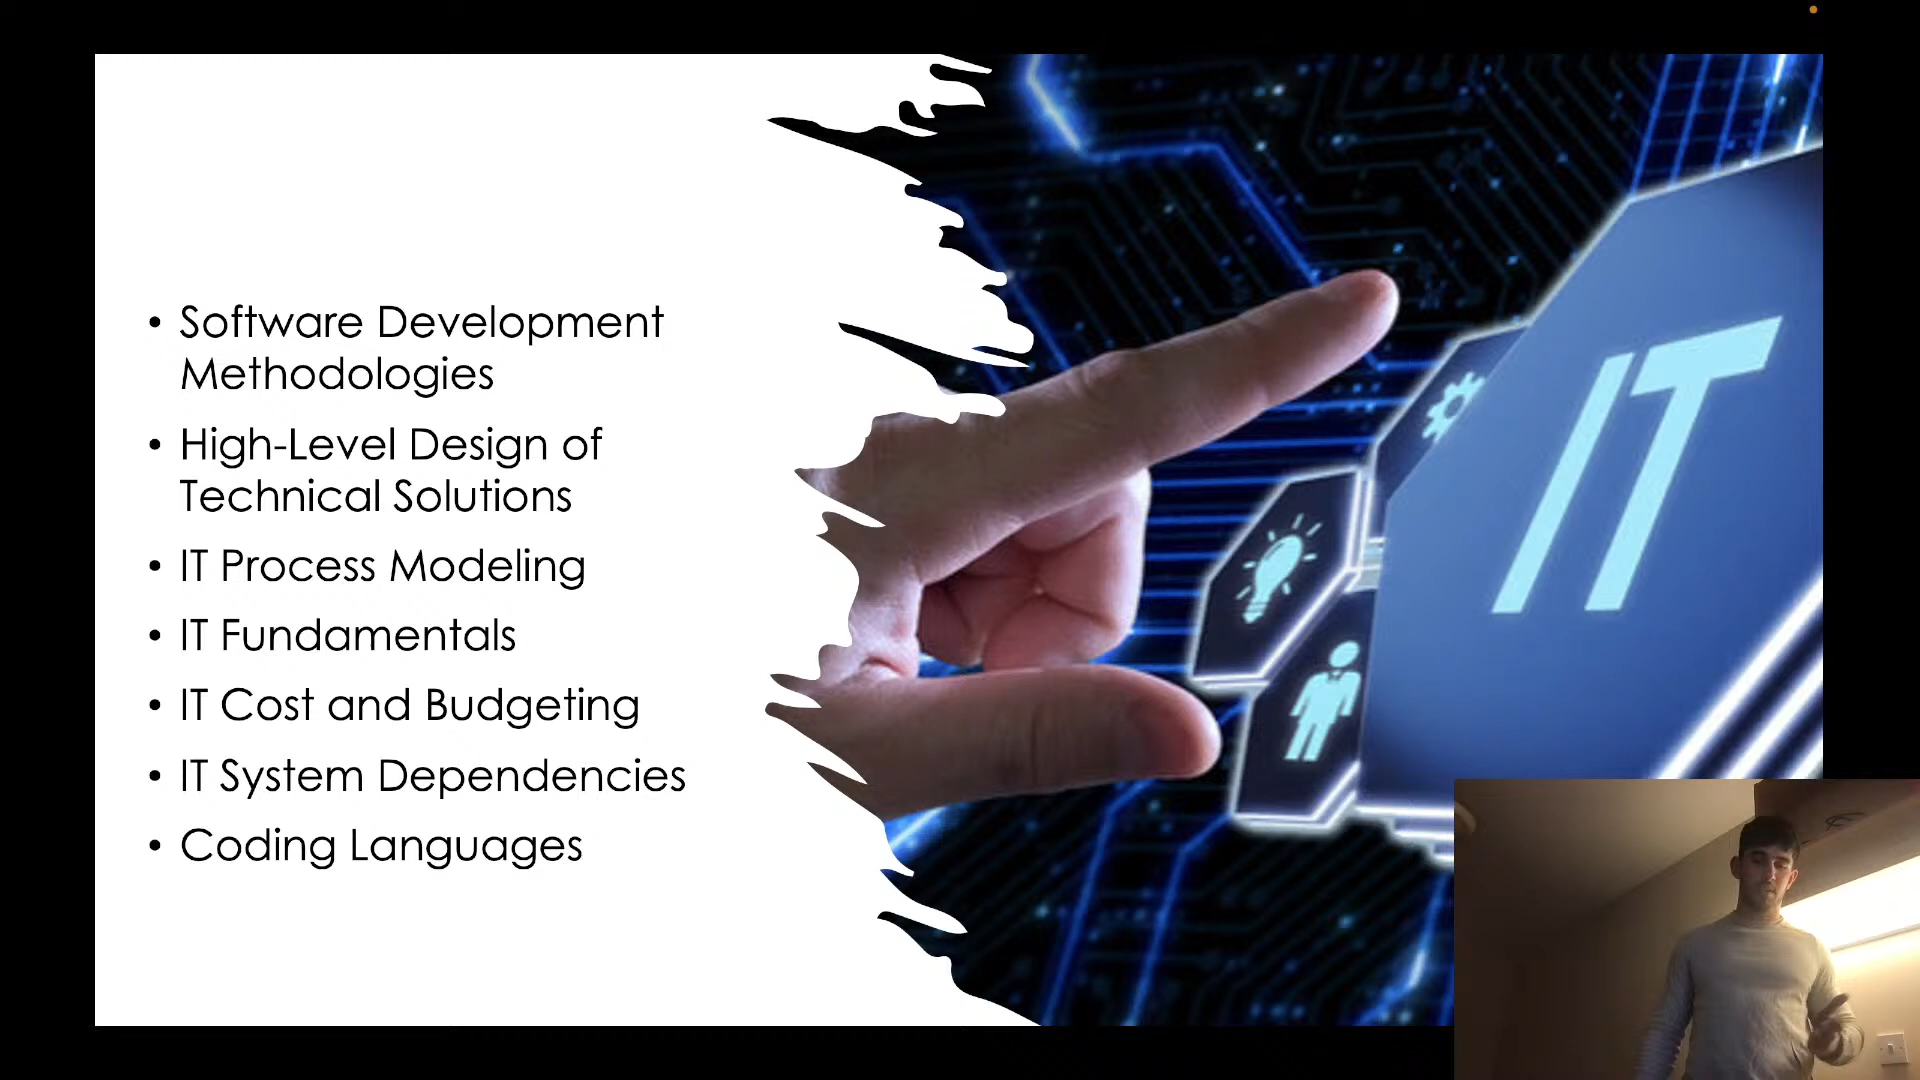 • Software Development
Methodologies
• High-Level Design of
Technical Solutions
• IT Process Modeling
• IT Fundamentals
• IT Cost and Budgeting
• IT System Dependencies
• Coding Languages
IT